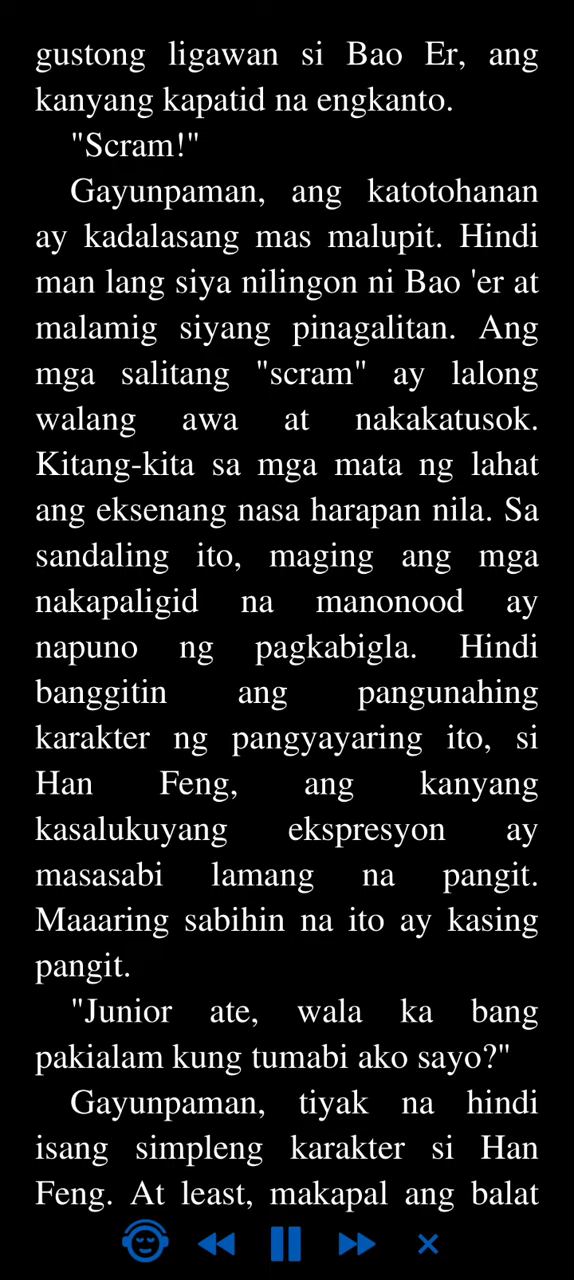 gustong ligawan si Bao Er, ang
kanyang kapatid na engkanto.
"Scram!"
Gayunpaman, ang katotohanan
ay kadalasang mas malupit. Hindi
man lang siya nilingon ni Bao 'er at
malamig siyang pinagalitan. Ang
mga salitang "scram" ay lalong
walang awa at nakakatusok.
Kitang-kita sa mga mata ng lahat
ang eksenang nasa harapan nila. Sa
sandaling ito, maging ang mga
nakapaligid na manonood ay
napuno ng pagkabigla. Hindi
banggitin ang pangunahing
karakter ng pangyayaring ito, si
Han Feng, ang kanyang
kasalukuyang ekspresyon ay
masasabi lamang na pangit.
Maaaring sabihin na ito ay kasing
pangit.
"Junior ate, wala ka bang
pakialam kung tumabi ako sayo?"
Gayunpaman, tiyak na hindi
isang simpleng karakter si Han
Feng. At least, makapal ang balat